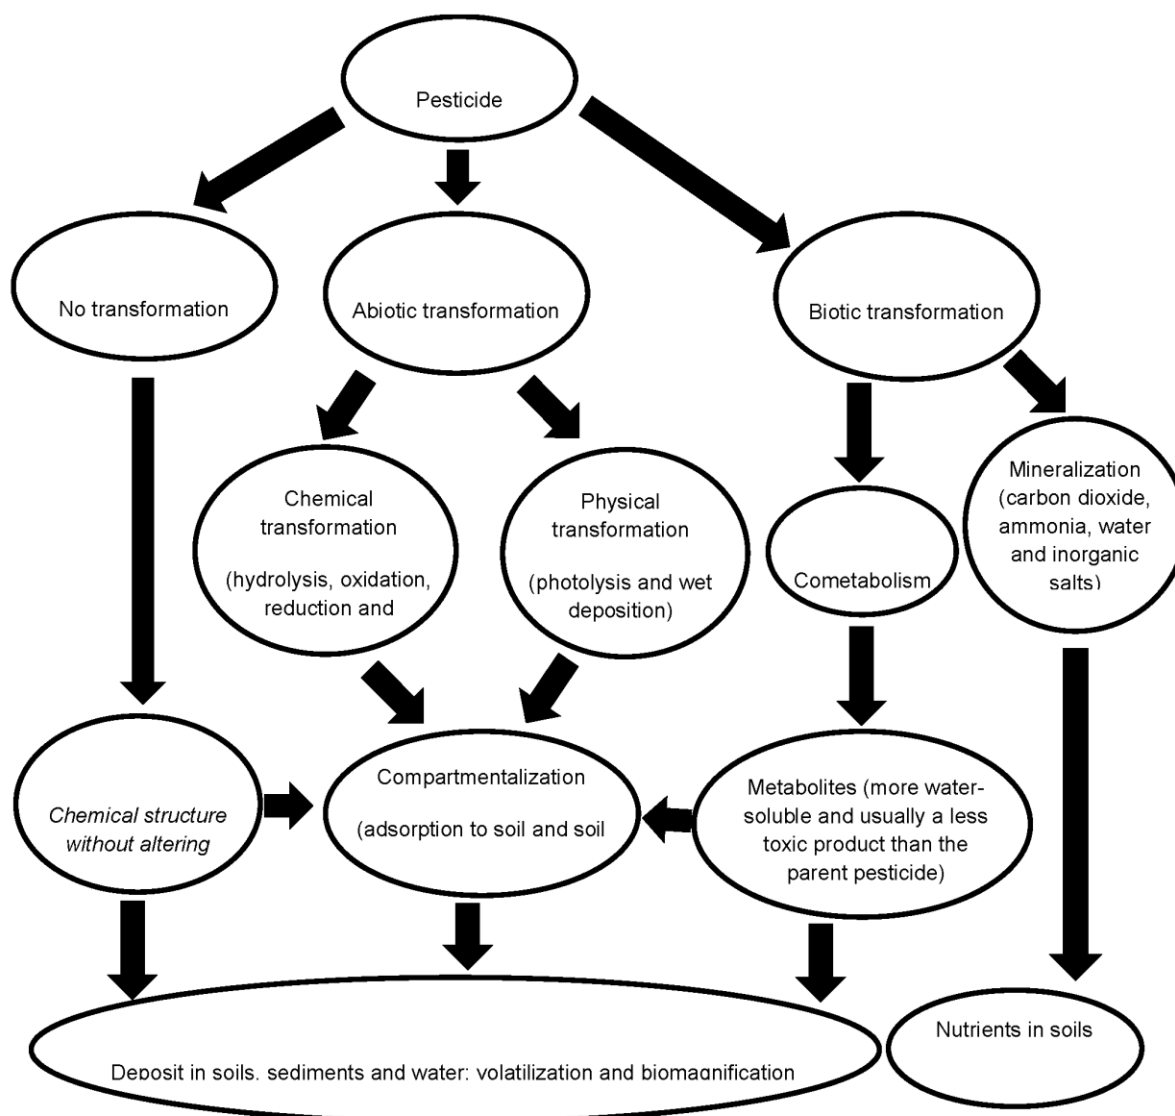 Pesticide
No transformation
Abiotic transformation
Biotic transformation
Chemical
transformation
(hydrolysis, oxidation,
reduction and
Physical
transformation
(photolysis and wet
deposition)
Cometabolism
Mineralization
(carbon dioxide,
ammonia, water
and inorganic
salts)
Chemical structure
without altering
Compartmentalization
(adsorption to soil and soil
Metabolites (more water-
soluble and usually a less
toxic product than the
parent pesticide)
Deposit in soils, sediments and water; volatilization and biomagnification
Nutrients in soils